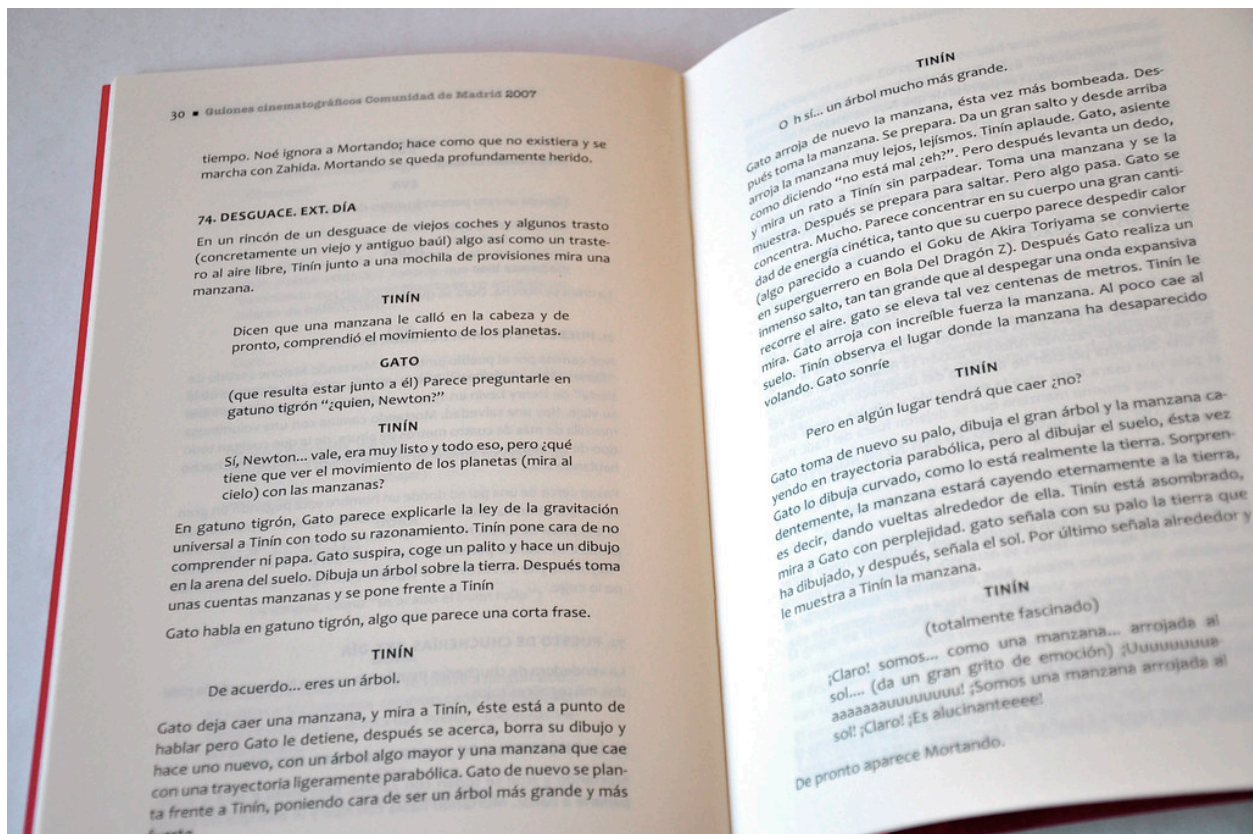 30 ■ Guiones cinematográficos Comunidad de Madrid 2007
tiempo. Noé ignora a Mortando; hace como que no existiera y se
marcha con Zahida. Mortando se queda profundamente herido.
74. DESGUACE. EXT. DÍA
En un rincón de un desguace de viejos coches y algunos trasto
(concretamente un viejo y antiguo baúl) algo así como un traste-
ro al aire libre, Tinín junto a una mochila de provisiones mira una
manzana.
TINÍN
Dicen que una manzana le calló en la cabeza y de
pronto, comprendió el movimiento de los planetas.
GATO
(que resulta estar junto a él) Parece preguntarle en
gatuno tigrón “¿quien, Newton?”
TINÍN
Sí, Newton... vale, era muy listo y todo eso, pero ¿qué
tiene que ver el movimiento de los planetas (mira al
cielo) con las manzanas?
En gatuno tigrón, Gato parece explicarle la ley de la gravitación
universal a Tinín con todo su razonamiento. Tinín pone cara de no
comprender ni papa. Gato suspira, coge un palito y hace un dibujo
en la arena del suelo. Dibuja un árbol sobre la tierra. Después toma
unas cuentas manzanas y se pone frente a Tinín
Gato habla en gatuno tigrón, algo que parece una corta frase.
TINÍN
De acuerdo... eres un árbol.
Gato deja caer una manzana, y mira a Tinín, éste está a punto de
hablar pero Gato le detiene, después se acerca, borra su dibujo y
hace uno nuevo, con un árbol algo mayor y una manzana que cae
con una trayectoria ligeramente parabólica. Gato de nuevo se plan-
ta frente a Tinín, poniendo cara de ser un árbol más grande y más
TINÍN
O h sí... un árbol mucho más grande.
Gato arroja de nuevo la manzana, ésta vez más bombeada. Des-
pués toma la manzana. Se prepara. Da un gran salto y desde arriba
arroja la manzana muy lejos, lejísmos. Tinín aplaude. Gato, asiente
como diciendo “no está mal ¿eh?”. Pero después levanta un dedo,
y mira un rato a Tinín sin parpadear. Toma una manzana y se la
muestra. Después se prepara para saltar. Pero algo pasa. Gato se
concentra. Mucho. Parece concentrar en su cuerpo una gran canti-
dad de energía cinética, tanto que su cuerpo parece despedir calor
(algo parecido a cuando el Goku de Akira Toriyama se convierte
en superguerrero en Bola Del Dragón Z). Después Gato realiza un
inmenso salto, tan tan grande que al despegar una onda expansiva
recorre el aire. gato se eleva tal vez centenas de metros. Tinín le
mira. Gato arroja con increíble fuerza la manzana. Al poco cae al
suelo. Tinín observa el lugar donde la manzana ha desaparecido
volando. Gato sonríe
TINÍN
Pero en algún lugar tendrá que caer ¿no?
Gato toma de nuevo su palo, dibuja el gran árbol y la manzana ca-
yendo en trayectoria parabólica, pero al dibujar el suelo, ésta vez
Gato lo dibuja curvado, como lo está realmente la tierra. Sorpren-
dentemente, la manzana estará cayendo eternamente a la tierra,
es decir, dando vueltas alrededor de ella. Tinín está asombrado,
mira a Gato con perplejidad. gato señala con su palo la tierra que
ha dibujado, y después, señala el sol. Por último señala alrededor y
le muestra a Tinín la manzana.
TINÍN
(totalmente fascinado)
¡Claro! somos... como una manzana... arrojada al
sol.... (da un gran grito de emoción) ¡Uuuuuuuua-
aaaaaaauuuuuuuu! ¡Somos una manzana arrojada al
sol! ¡Claro! ¡Es alucinanteeee!
De pronto aparece Mortando.